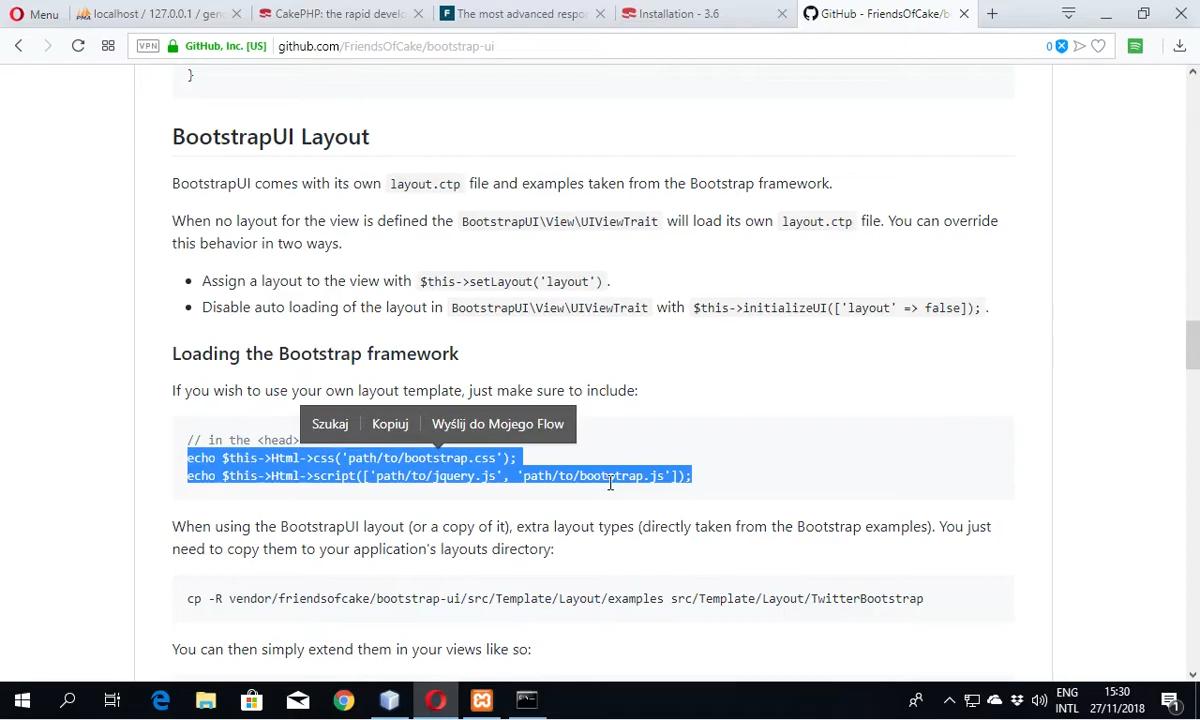 Menu
localhost / 127.0.0.1 / gen
CakePHP: the rapid develo
The most advanced respo
Installation - 3.6
GitHub - FriendsOfCake/b
VPN
GitHub, Inc. [US]
github.com/FriendsOfCake/bootstrap-ui
0
}
BootstrapUI Layout
BootstrapUI comes with its own layout.ctp file and examples taken from the Bootstrap framework.
When no layout for the view is defined the BootstrapUI\View\UIViewTrait will load its own layout.ctp file. You can override
this behavior in two ways.
Assign a layout to the view with $this->setLayout('layout').
Disable auto loading of the layout in BootstrapUI\View\UIViewTrait with $this->initializeUI(['layout' => false]);.
Loading the Bootstrap framework
If you wish to use your own layout template, just make sure to include:
Szukaj Kopiuj Wyślij do Mojego Flow
// in the <head>
echo $this->Html->css('path/to/bootstrap.css');
echo $this->Html->script(['path/to/jquery.js', 'path/to/bootstrap.js']);
When using the BootstrapUI layout (or a copy of it), extra layout types (directly taken from the Bootstrap examples). You just
need to copy them to your application's layouts directory:
cp -R vendor/friendsofcake/bootstrap-ui/src/Template/Layout/examples src/Template/Layout/TwitterBootstrap
You can then simply extend them in your views like so:
ENG
INTL
15:30
27/11/2018
1